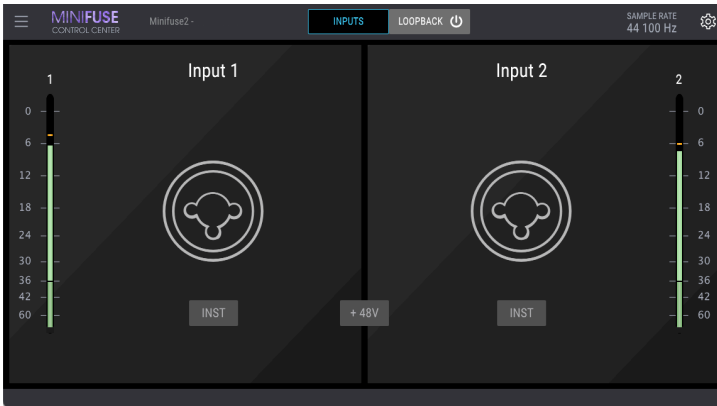 MINIFUSE
CONTROL CENTER
Minifuse2 -
INPUTS
LOOPBACK
SAMPLE RATE
44 100 Hz
1
Input 1
Input 2
2
0
6
12
18
24
30
36
42
60
INST
+ 48V
INST
0
6
12
18
24
30
36
42
60